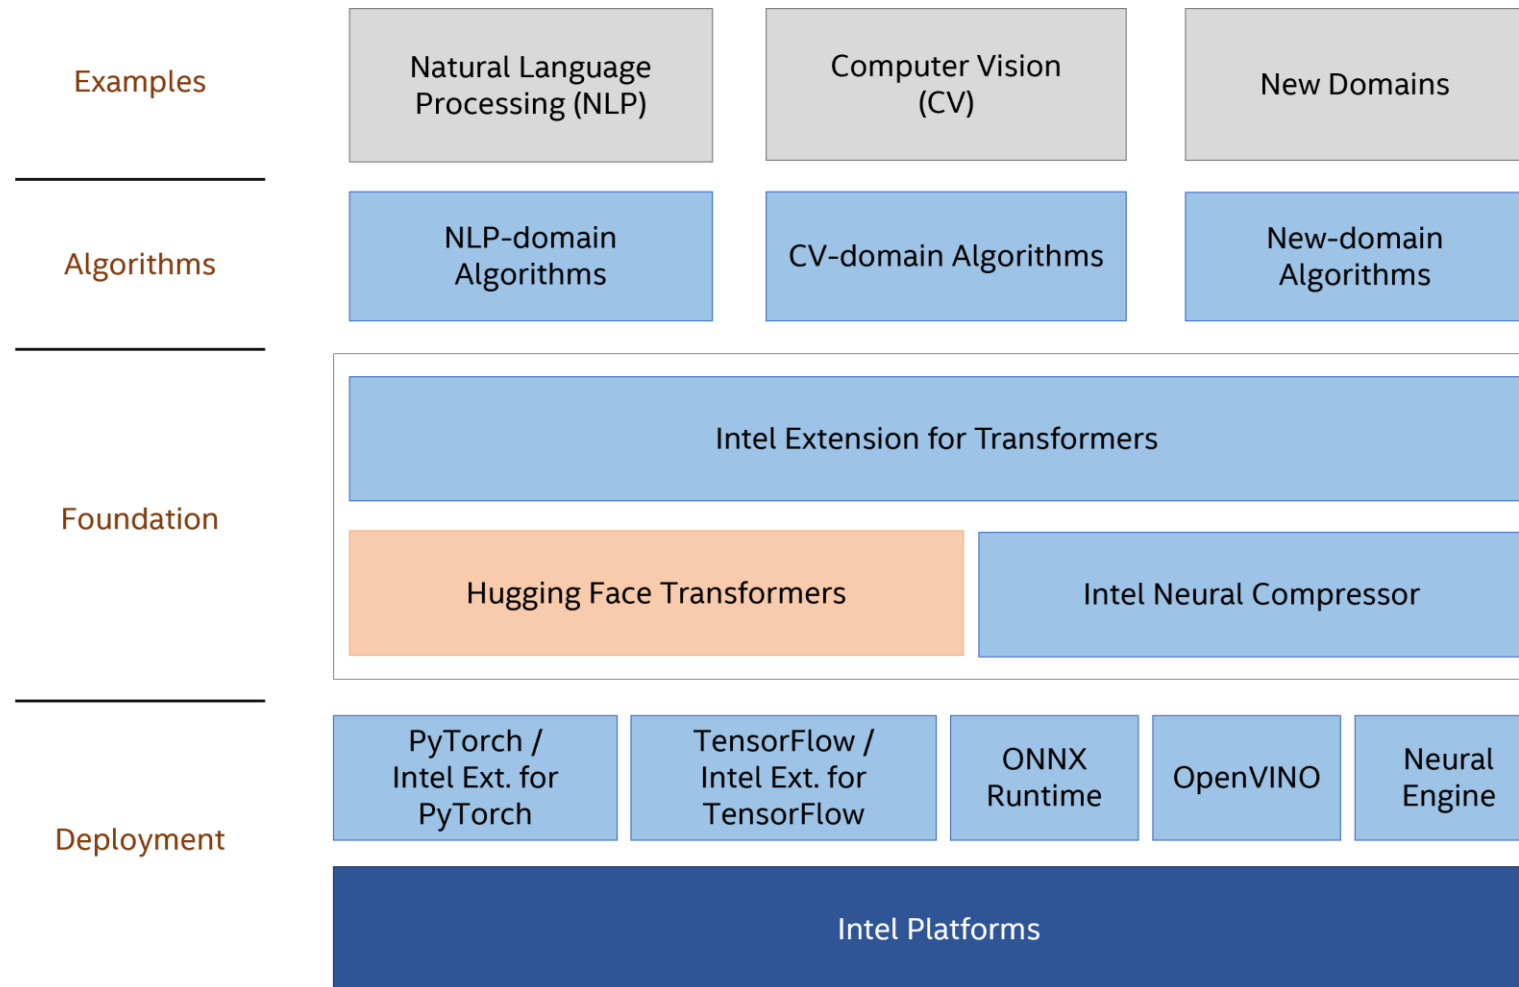 Examples
Natural Language
Processing (NLP)
Computer Vision
(CV)
New Domains
Algorithms
NLP-domain
Algorithms
CV-domain Algorithms
New-domain
Algorithms
Foundation
Intel Extension for Transformers
Hugging Face Transformers
Intel Neural Compressor
Deployment
PyTorch /
Intel Ext. for
PyTorch
TensorFlow /
Intel Ext. for
TensorFlow
ONNX
Runtime
OpenVINO
Neural
Engine
Intel Platforms